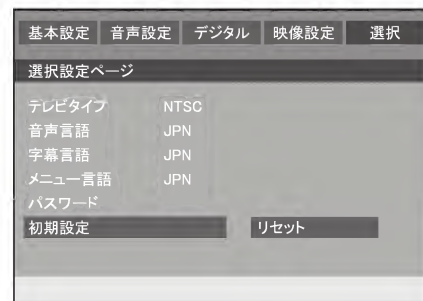 基本設定 音声設定 デジタル 映像設定 選択
選択設定ページ
テレビタイプ NTSC
音声言語 JPN
字幕言語 JPN
メニュー言語 JPN
パスワード
初期設定 リセット